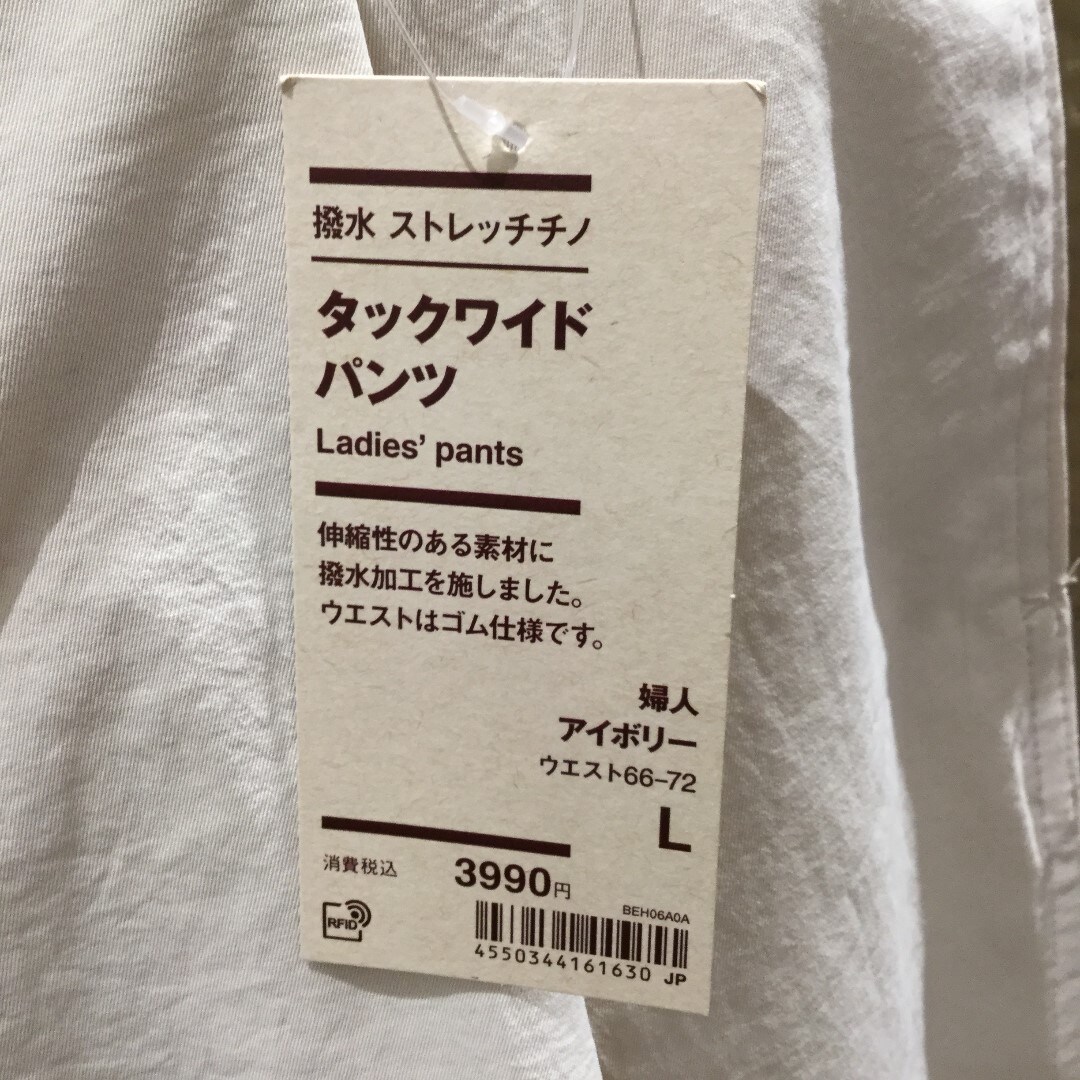 撥水 ストレッチチノ
タックワイド
パンツ
Ladies' pants
伸縮性のある素材に
撥水加工を施しました。
ウエストはゴム仕様です。
婦人
アイボリー
ウエスト66–72
L
消費税込 3990円
RFID
BEH06A0A
4550344161630 JP